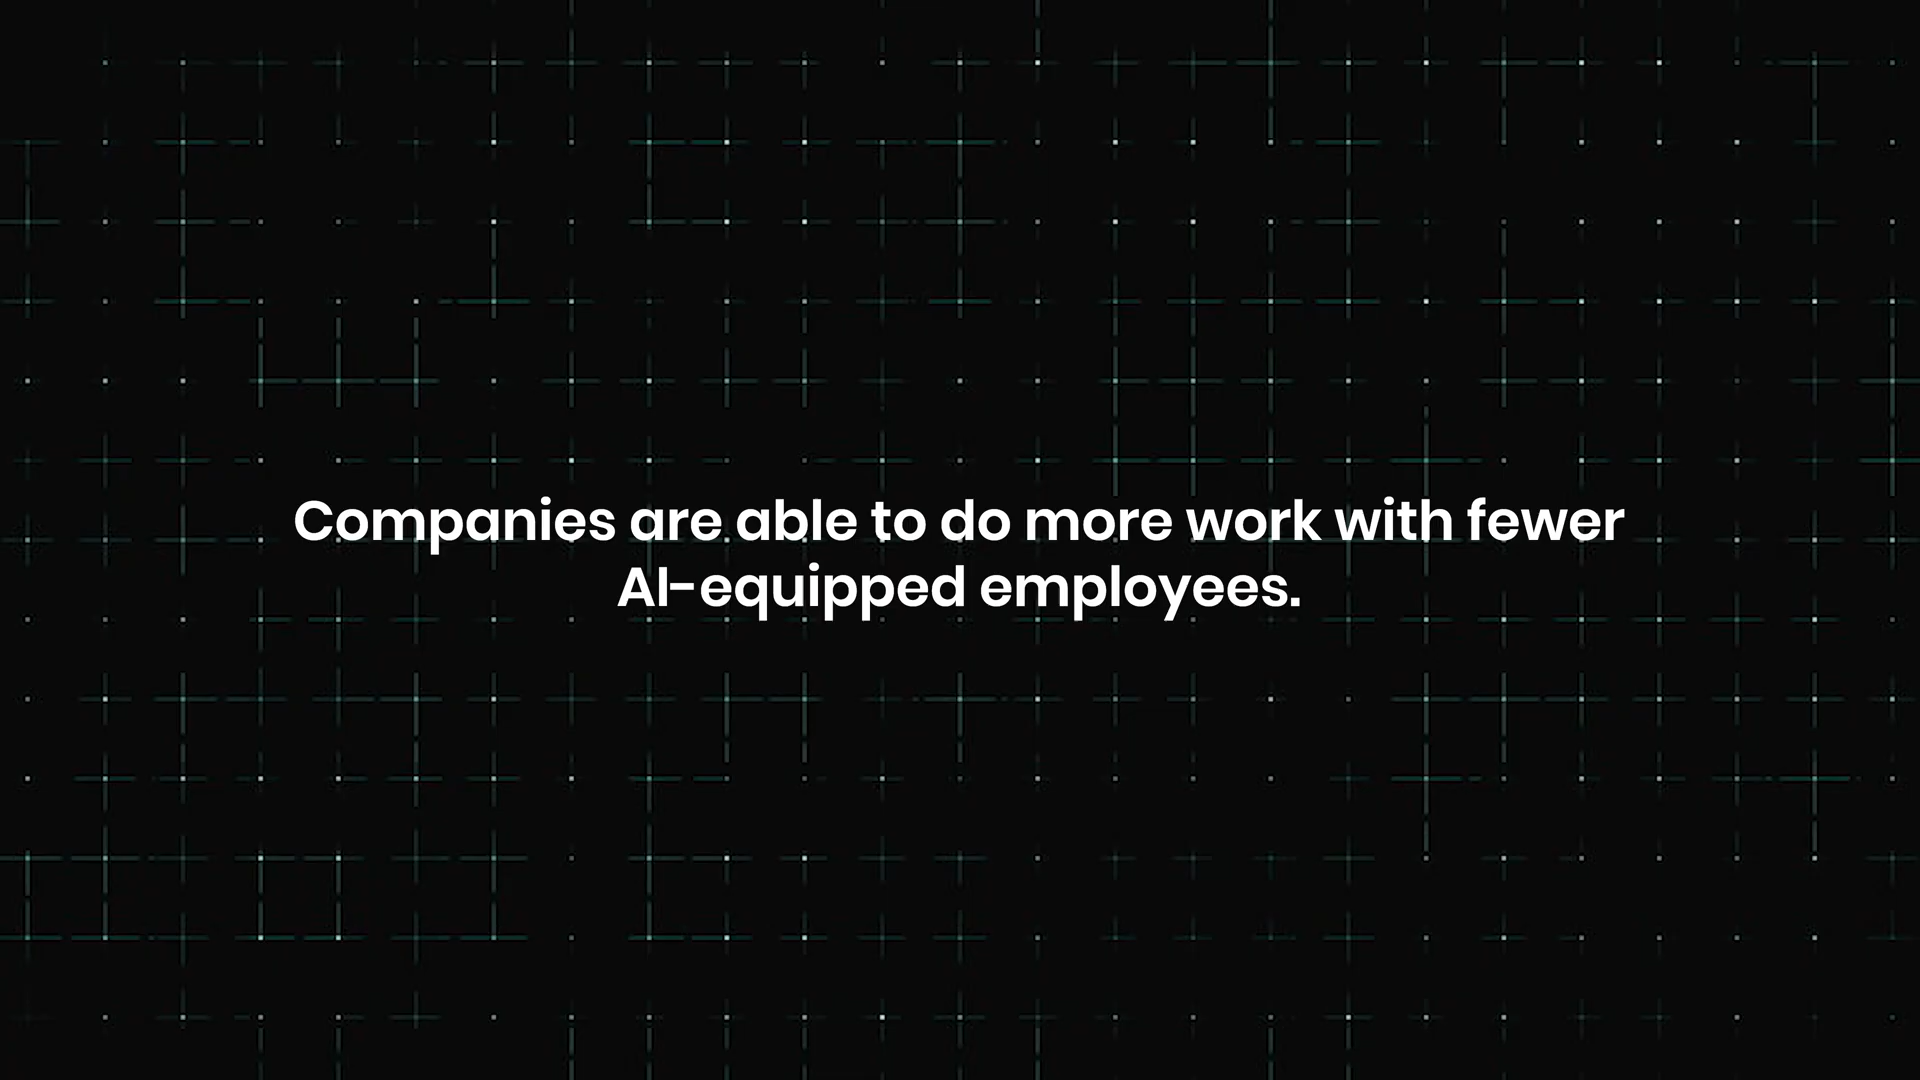 Companies are able to do more work with fewer
AI-equipped employees.